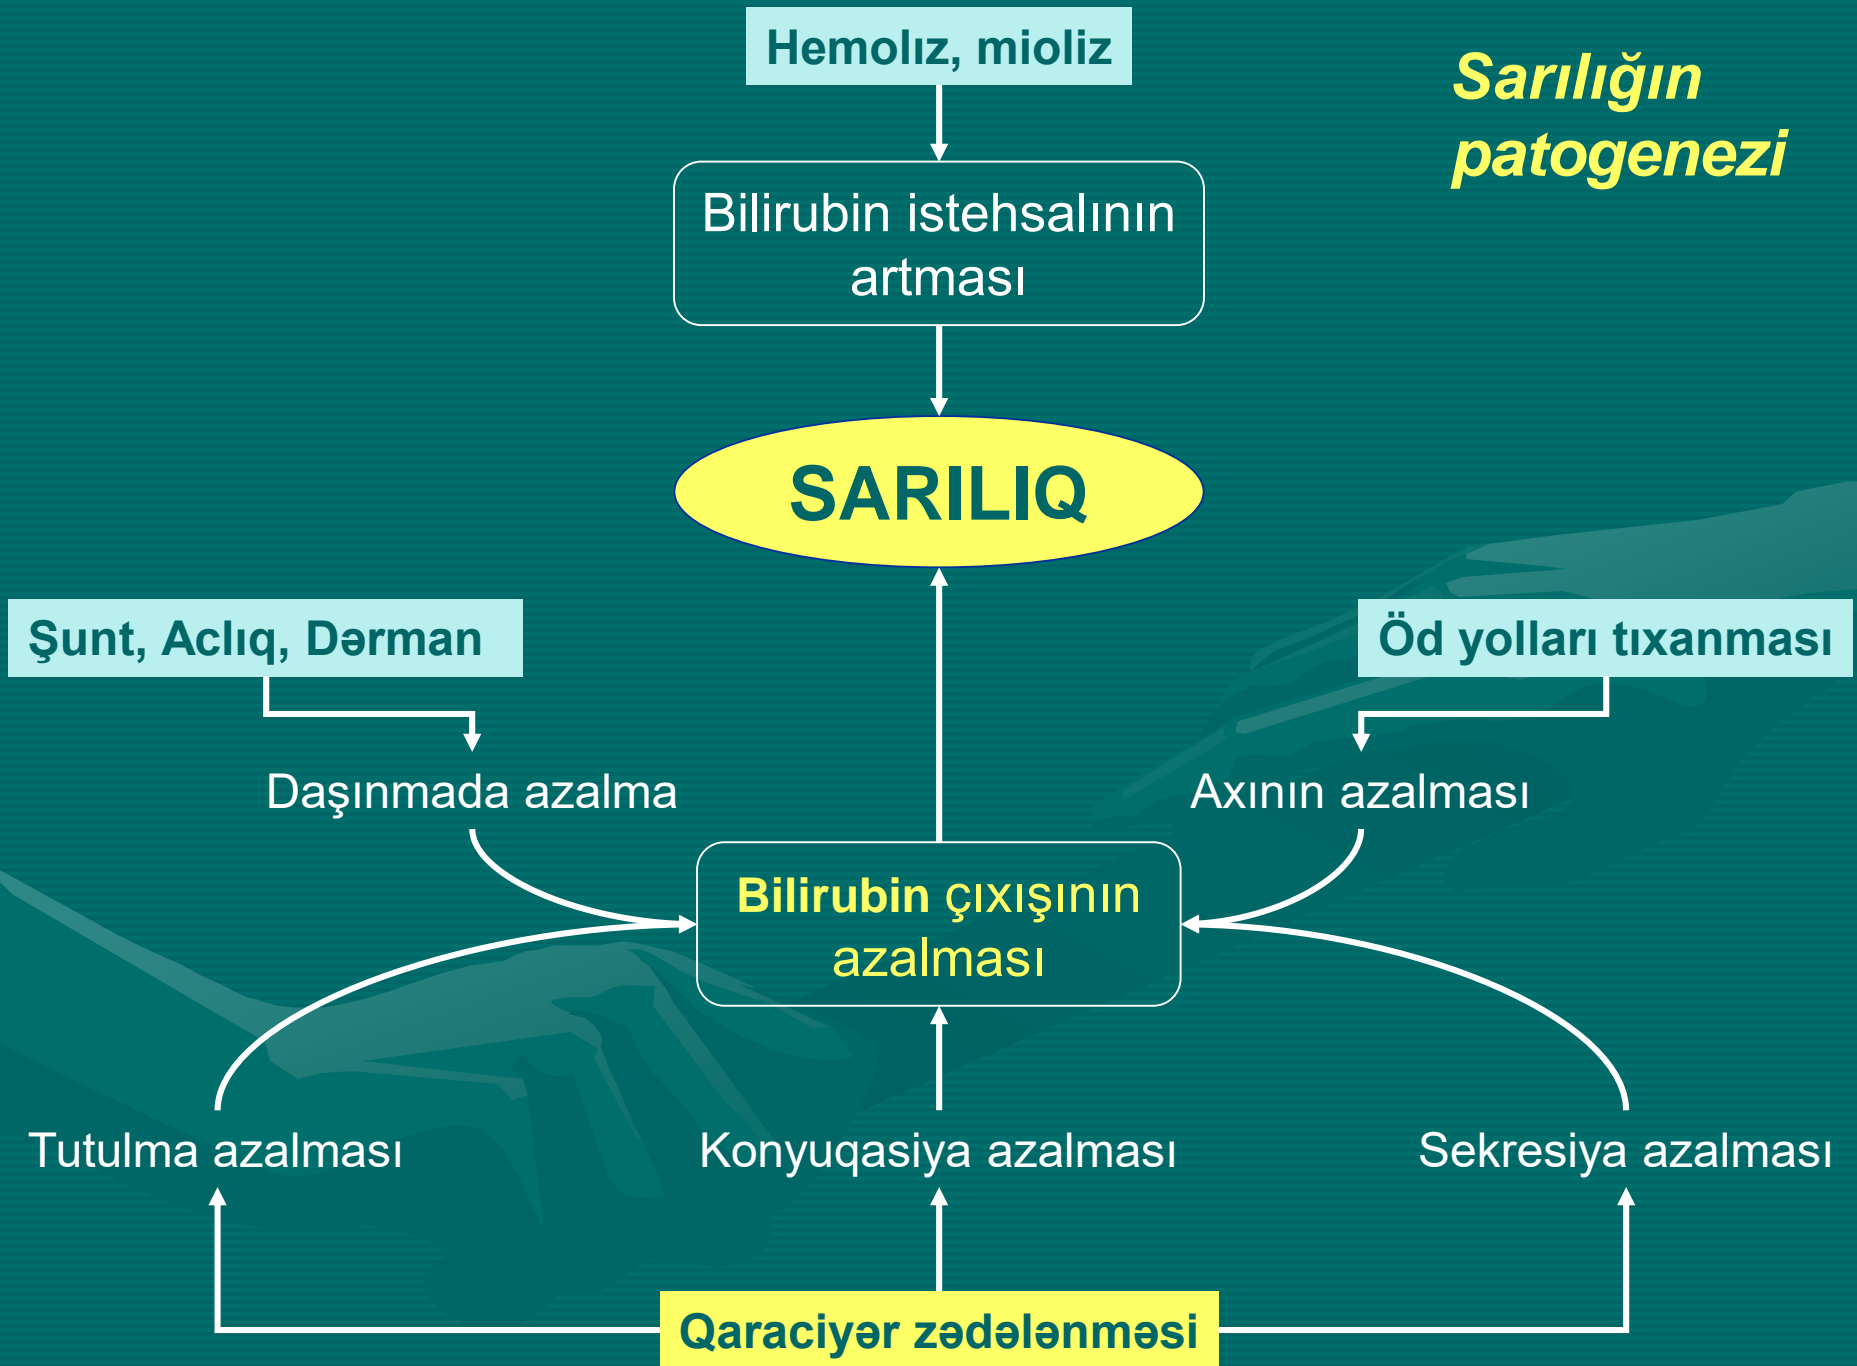 Hemolız, mioliz
Sarılığın
patogenezi
Bilirubin istehsalının
artması
SARILIQ
Şunt, Aclıq, Dərman
Öd yolları tıxanması
Daşınmada azalma
Axının azalması
Bilirubin çıxışının
azalması
Tutulma azalması
Konyuqasiya azalması
Sekresiya azalması
Qaraciyər zədələnməsi